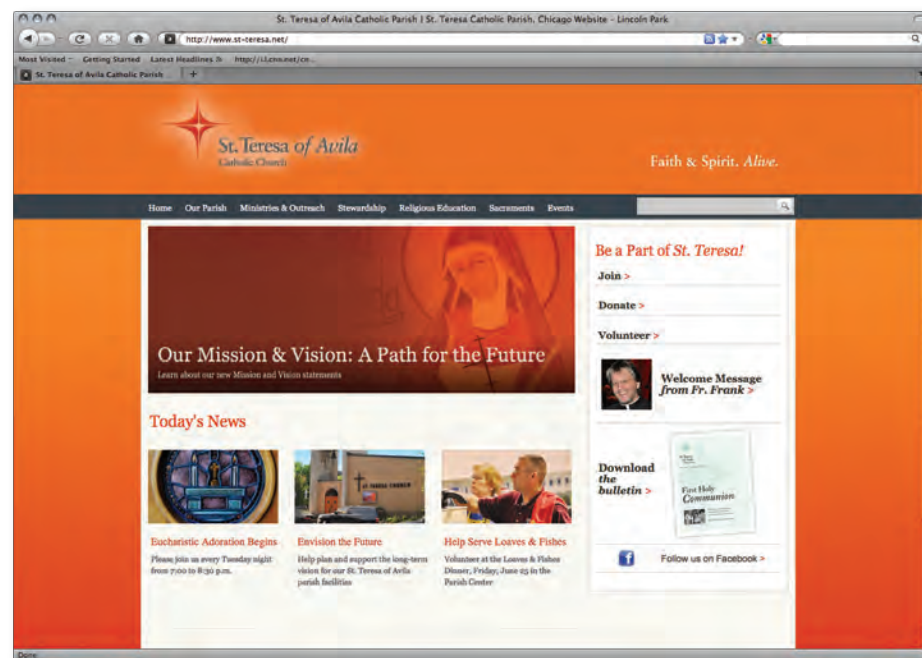 St. Teresa of Avila Catholic Parish | St. Teresa Catholic Parish, Chicago Website - Lincoln Park
http://www.st-teresa.net/
Most Visited Getting Started Latest Headlines http://i.l.cnn.net/cn...
St. Teresa of Avila Catholic Parish ...
St. Teresa of Avila
Catholic Church
Faith & Spirit. Alive.
Home Our Parish Ministries & Outreach Stewardship Religious Education Sacraments Events
Our Mission & Vision: A Path for the Future
Learn about our new Mission and Vision statements
Today's News
ST TERESA CHURCH
Eucharistic Adoration Begins
Please join us every Tuesday night
from 7:00 to 8:30 p.m.
Envision the Future
Help plan and support the long-term
vision for our St. Teresa of Avila
parish facilities
Help Serve Loaves & Fishes
Volunteer at the Loaves & Fishes
Dinner, Friday, June 25 in the
Parish Center
Be a Part of St. Teresa!
Join >
Donate >
Volunteer >
Welcome Message
from Fr. Frank >
Download
the
bulletin >
First Holy
Communion
Follow us on Facebook >
Done